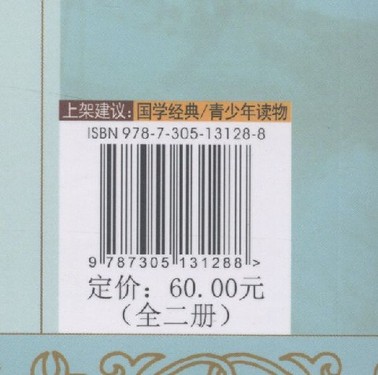 上架建议：国学经典/青少年读物
ISBN 978-7-305-13128-8
9 787305 131288 >
定价：60.00元
（全二册）